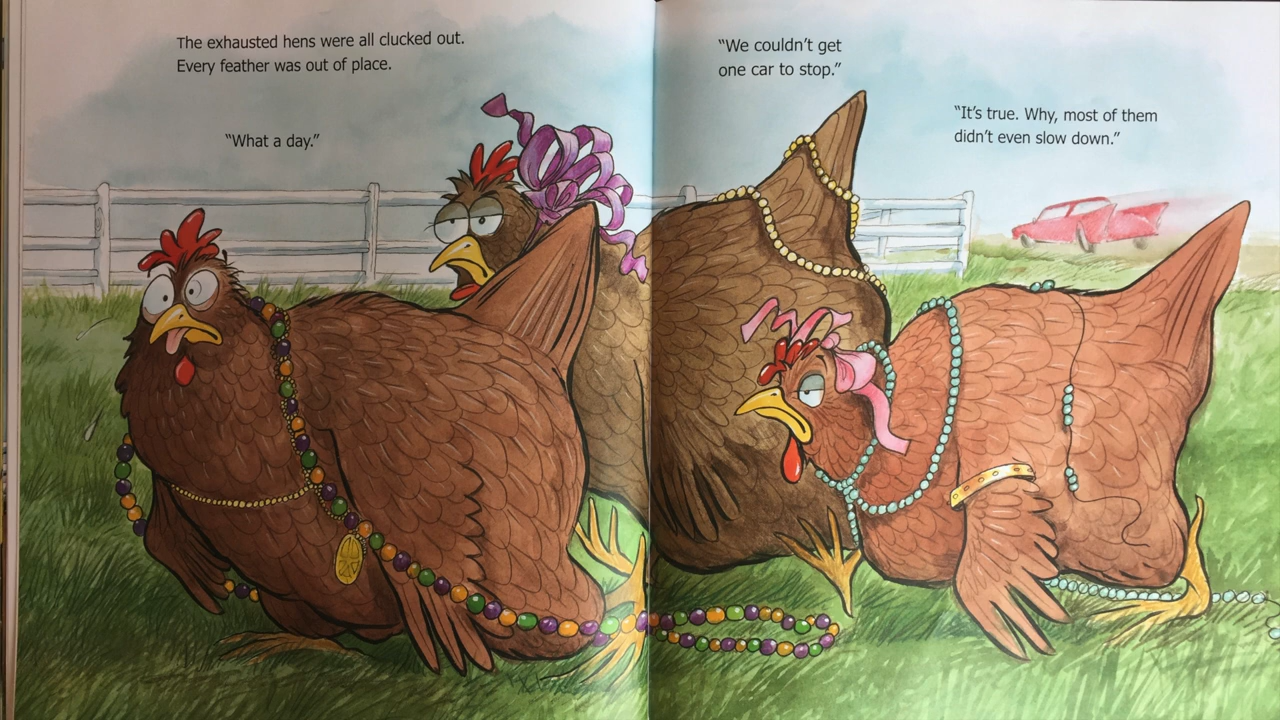 The exhausted hens were all clucked out.
Every feather was out of place.
“What a day.”
“We couldn’t get
one car to stop.”
“It’s true. Why, most of them
didn’t even slow down.”